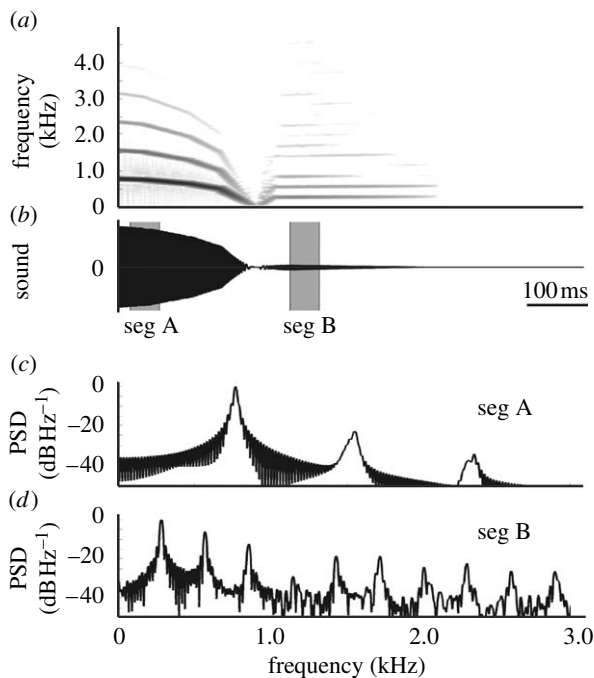 (a)
frequency
(kHz)
4.0
3.0
2.0
1.0
0
(b)
sound
0
seg A
seg B
100 ms
(c)
PSD
(dB Hz⁻¹)
0
−20
−40
seg A
(d)
PSD
(dB Hz⁻¹)
0
−20
−40
seg B
0 1.0 2.0 3.0
frequency (kHz)